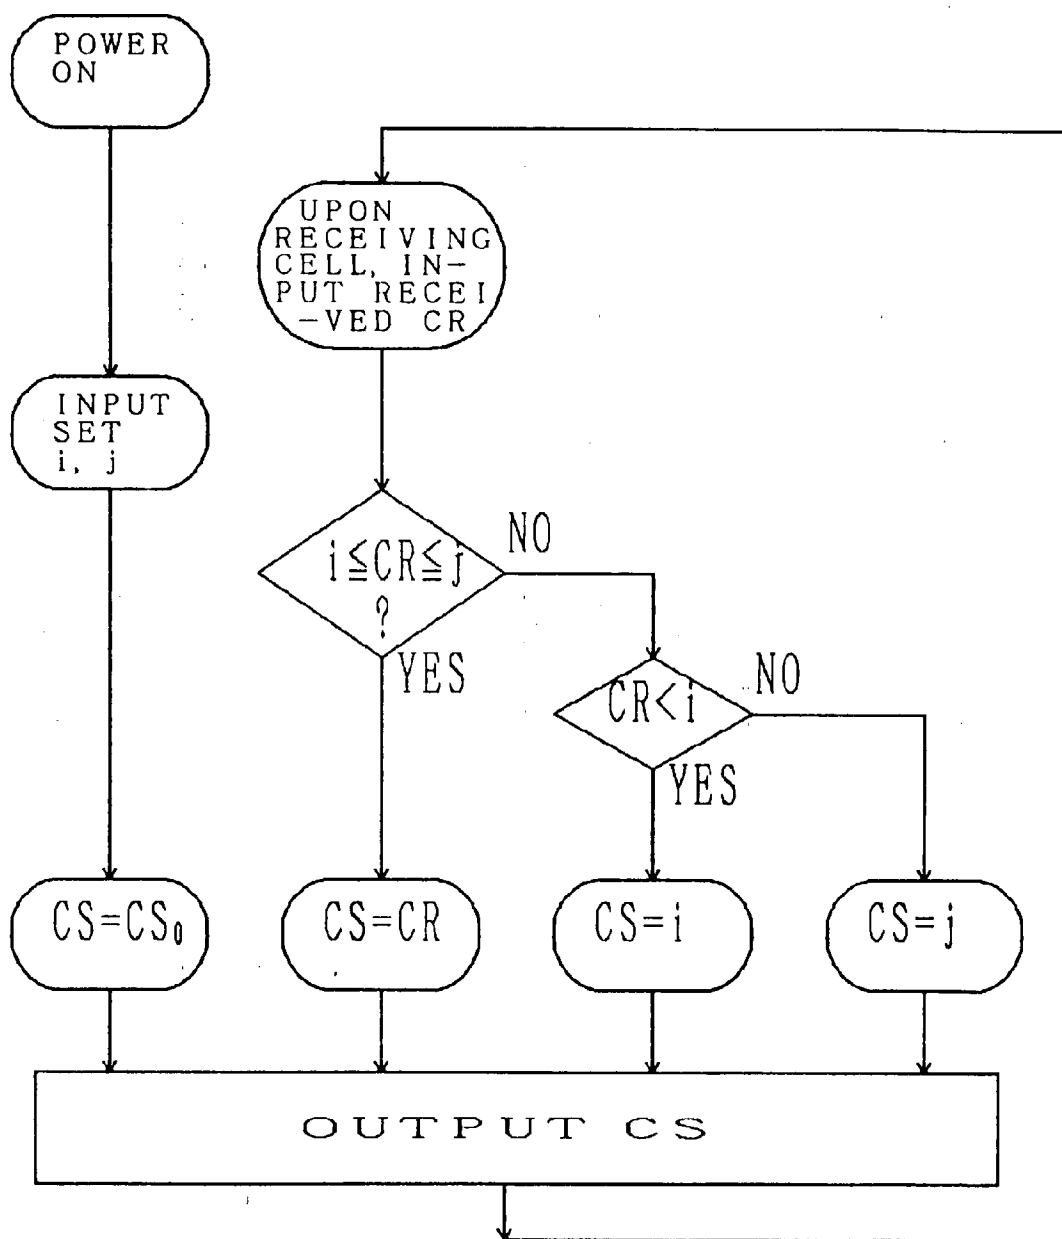 POWER
ON
UPON
RECEIVING
CELL, IN-
PUT RECEI
-VED CR
INPUT
SET
i, j
i≦CR≦j
?
NO
YES
CR<i
NO
YES
CS=CS₀
CS=CR
CS=i
CS=j
OUTPUT CS